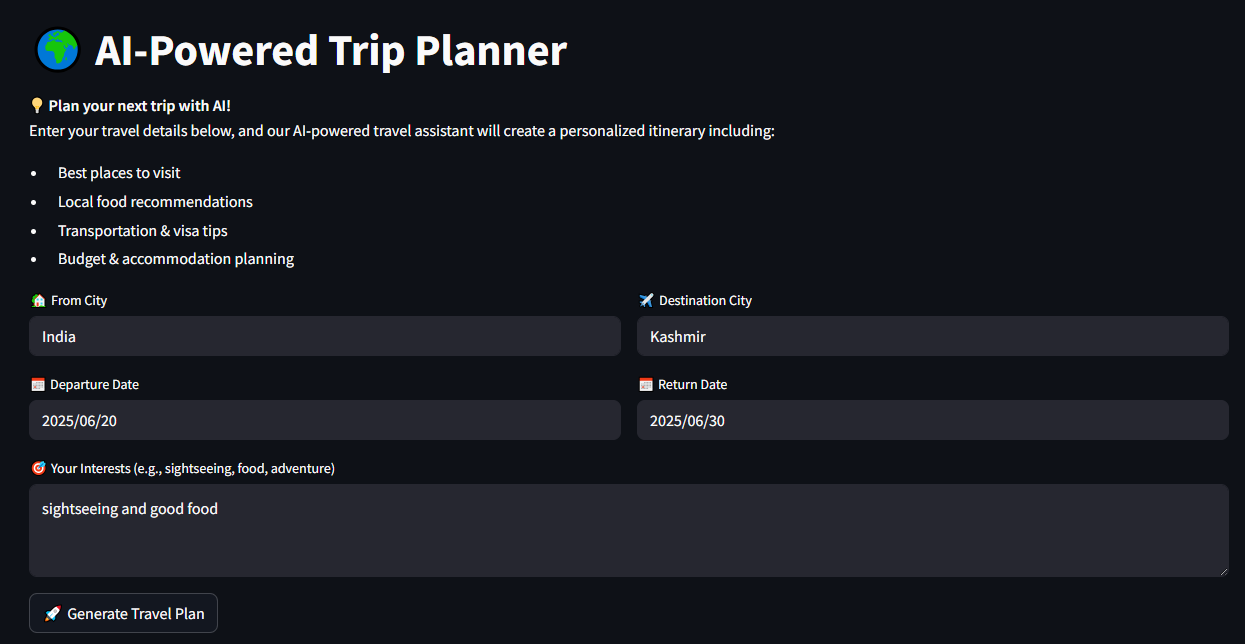 AI-Powered Trip Planner
Plan your next trip with AI!
Enter your travel details below, and our AI-powered travel assistant will create a personalized itinerary including:
• Best places to visit
• Local food recommendations
• Transportation & visa tips
• Budget & accommodation planning
From City
Destination City
India
Kashmir
Departure Date
Return Date
2025/06/20
2025/06/30
Your Interests (e.g., sightseeing, food, adventure)
sightseeing and good food
Generate Travel Plan